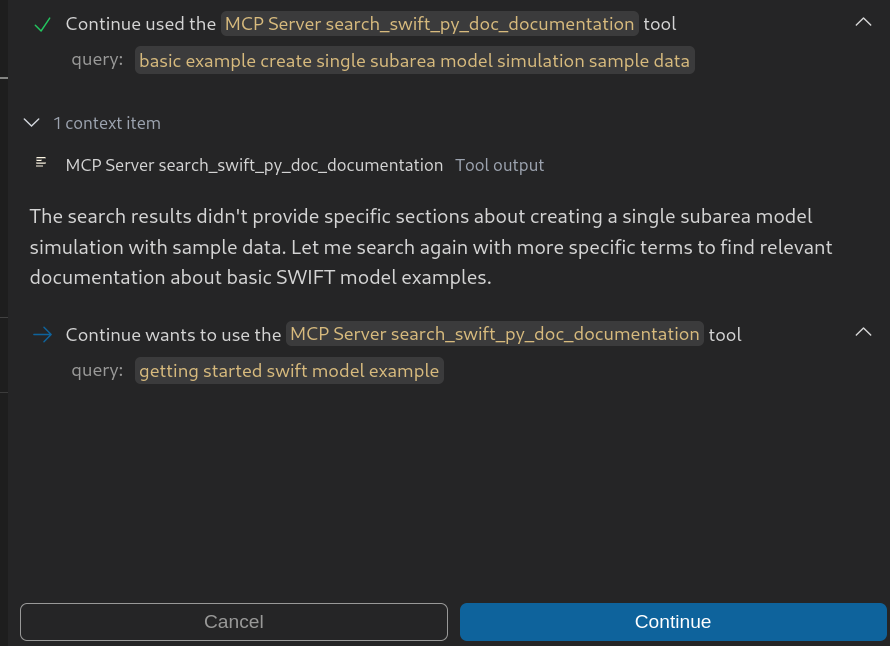 Continue used the MCP Server search_swift_py_doc_documentation tool
query: basic example create single subarea model simulation sample data
1 context item
MCP Server search_swift_py_doc_documentation Tool output
The search results didn't provide specific sections about creating a single subarea model
simulation with sample data. Let me search again with more specific terms to find relevant
documentation about basic SWIFT model examples.
Continue wants to use the MCP Server search_swift_py_doc_documentation tool
query: getting started swift model example
Cancel Continue